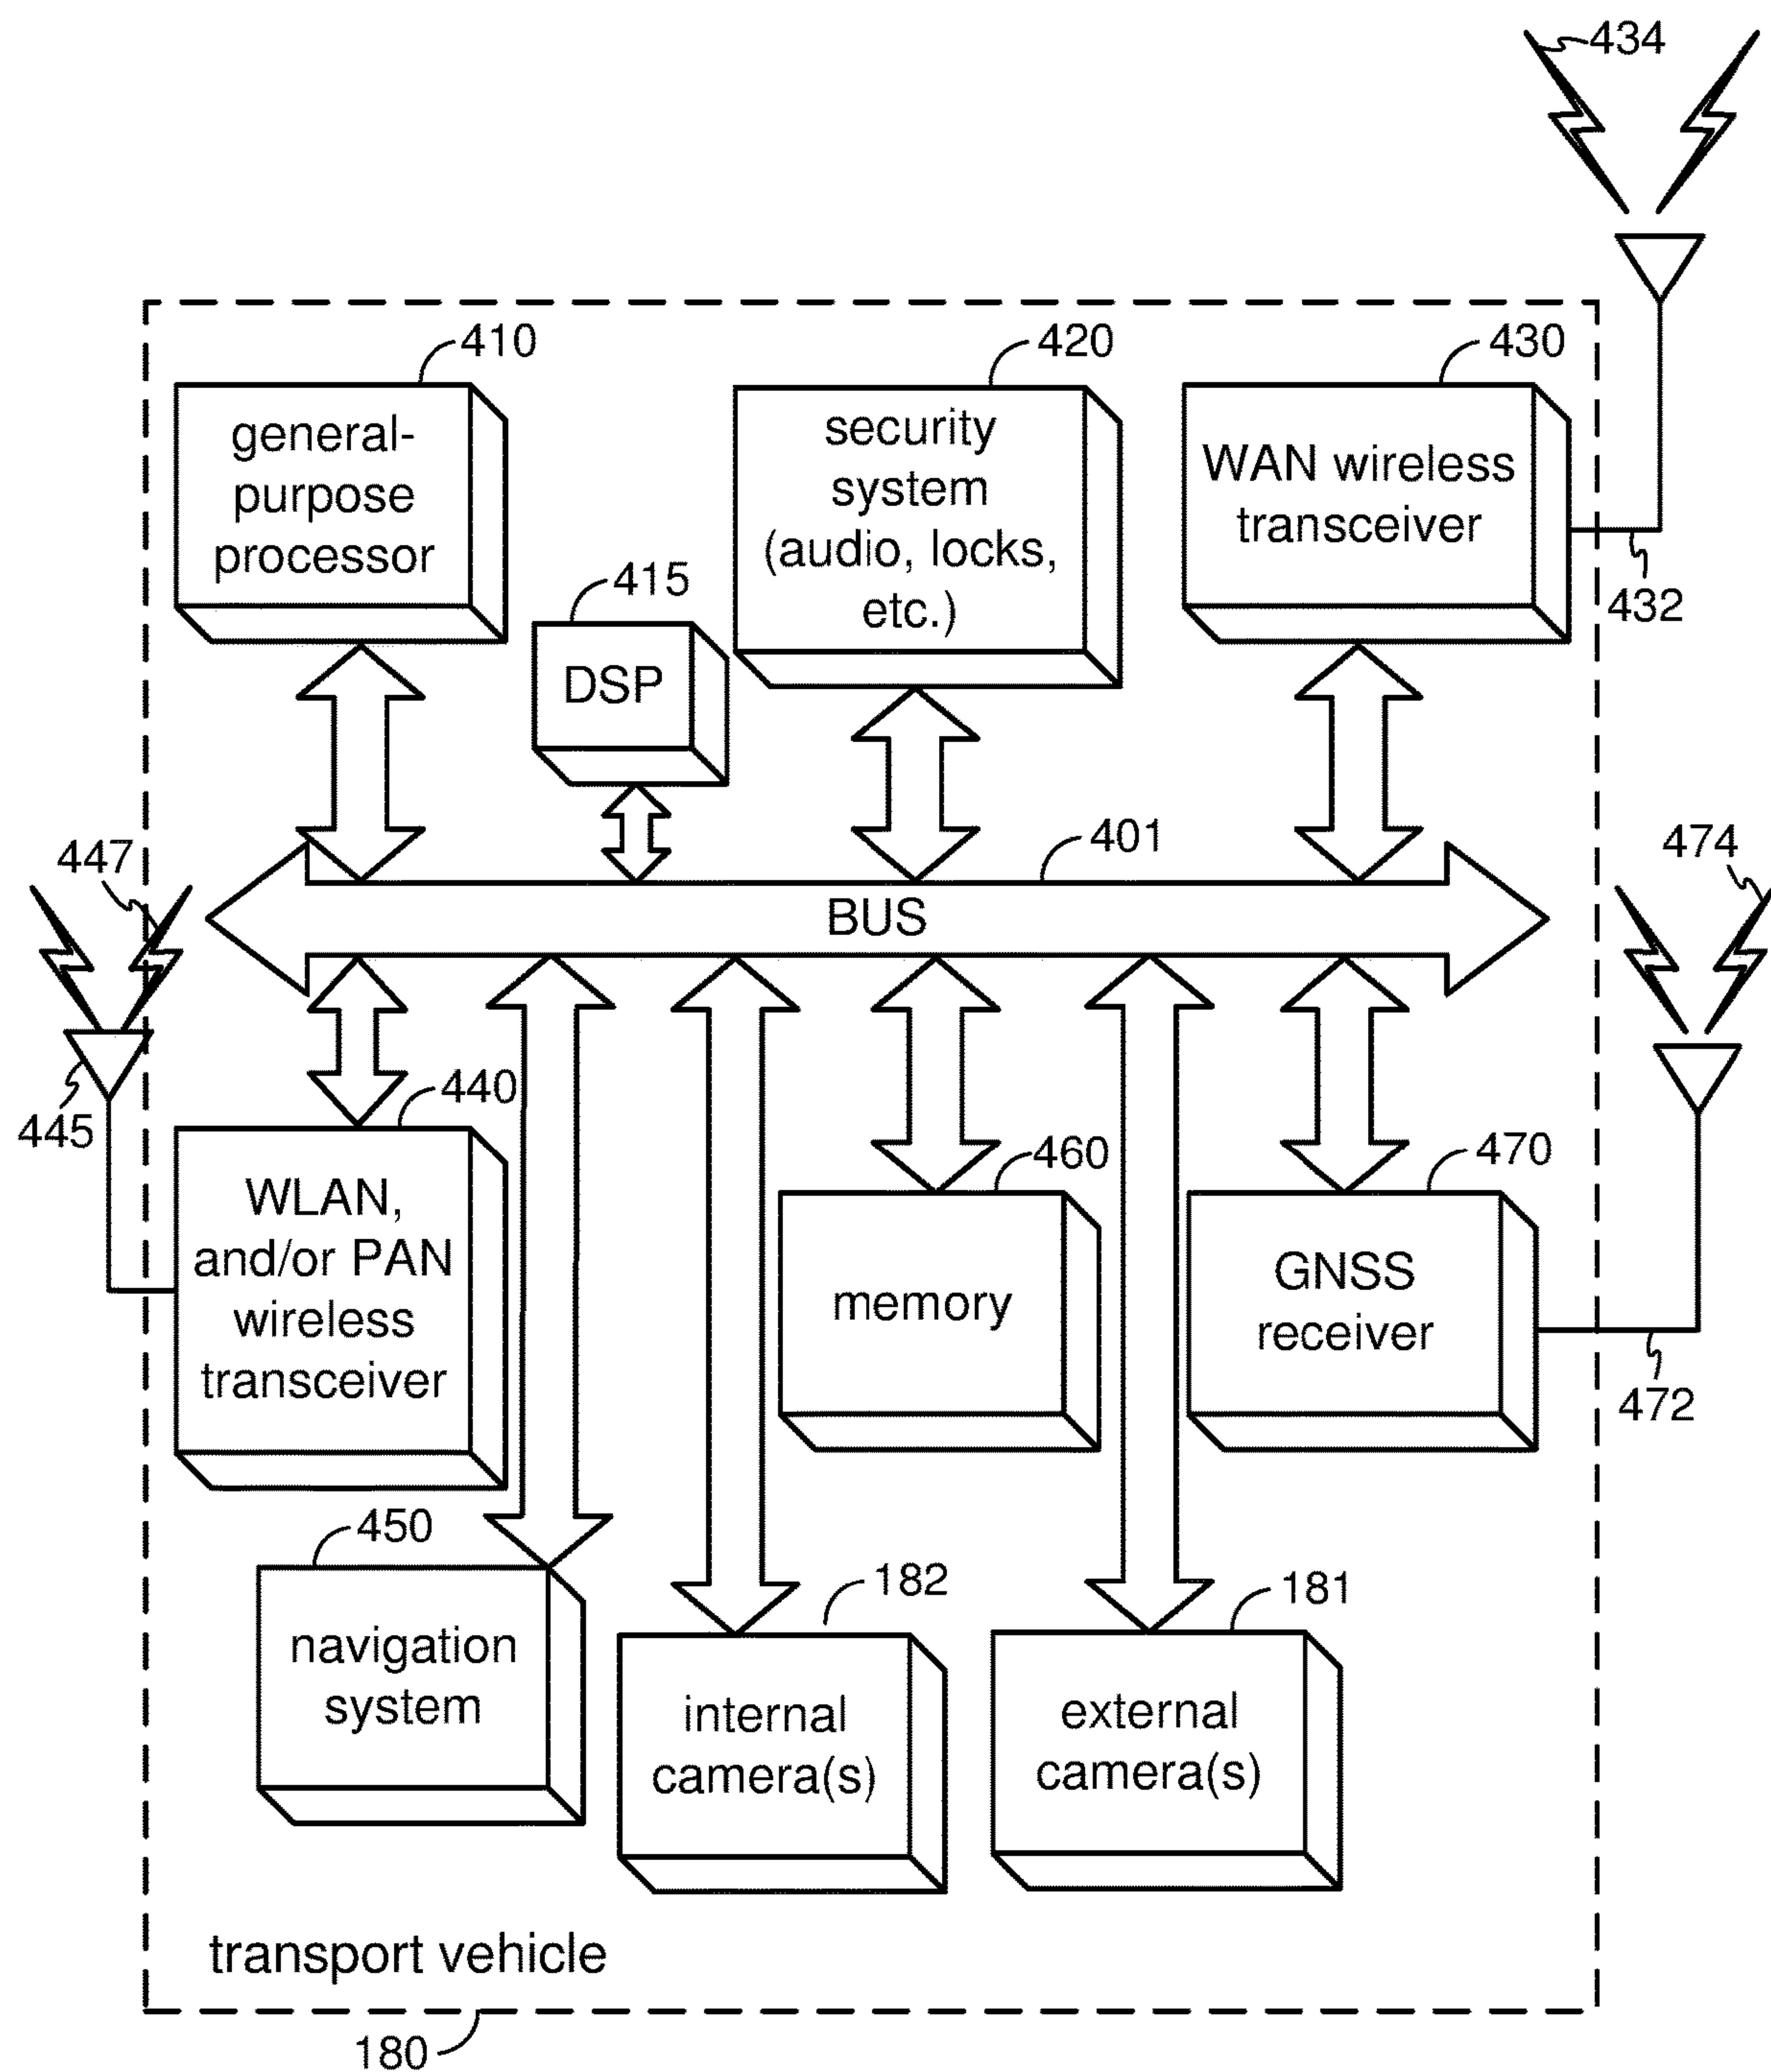 434
410
general-
purpose
processor
420
security
system
(audio, locks,
etc.)
430
WAN wireless
transceiver
432
415
DSP
401
BUS
447
474
445
440
WLAN,
and/or PAN
wireless
transceiver
460
memory
470
GNSS
receiver
472
450
navigation
system
182
internal
camera(s)
181
external
camera(s)
transport vehicle
180